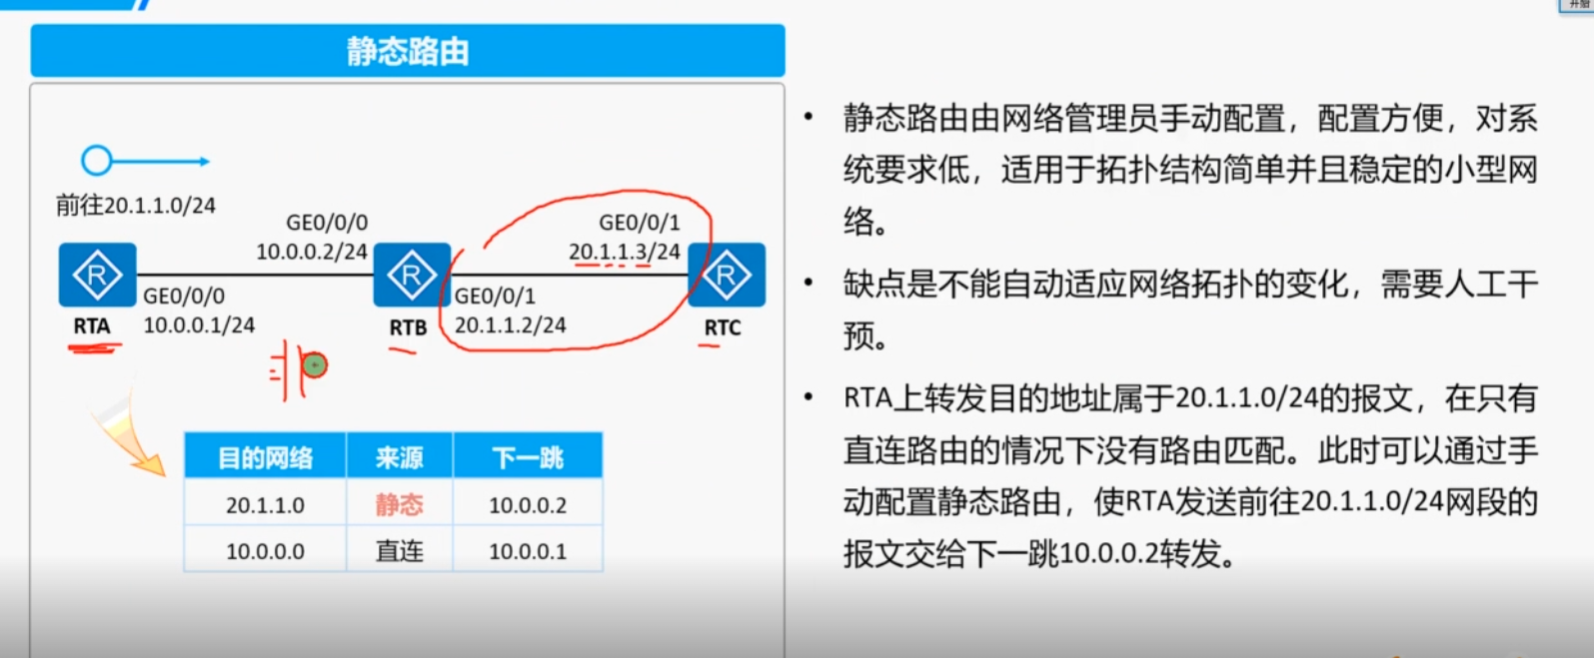 开始
静态路由
前往20.1.1.0/24
GE0/0/0
10.0.0.2/24
GE0/0/1
20.1.1.3/24
GE0/0/0
10.0.0.1/24
GE0/0/1
20.1.1.2/24
RTA
RTB
RTC
目的网络 来源 下一跳
20.1.1.0 静态 10.0.0.2
10.0.0.0 直连 10.0.0.1
• 静态路由由网络管理员手动配置，配置方便，对系
统要求低，适用于拓扑结构简单并且稳定的小型网
络。
• 缺点是不能自动适应网络拓扑的变化，需要人工干
预。
• RTA上转发目的地址属于20.1.1.0/24的报文，在只有
直连路由的情况下没有路由匹配。此时可以通过手
动配置静态路由，使RTA发送前往20.1.1.0/24网段的
报文交给下一跳10.0.0.2转发。